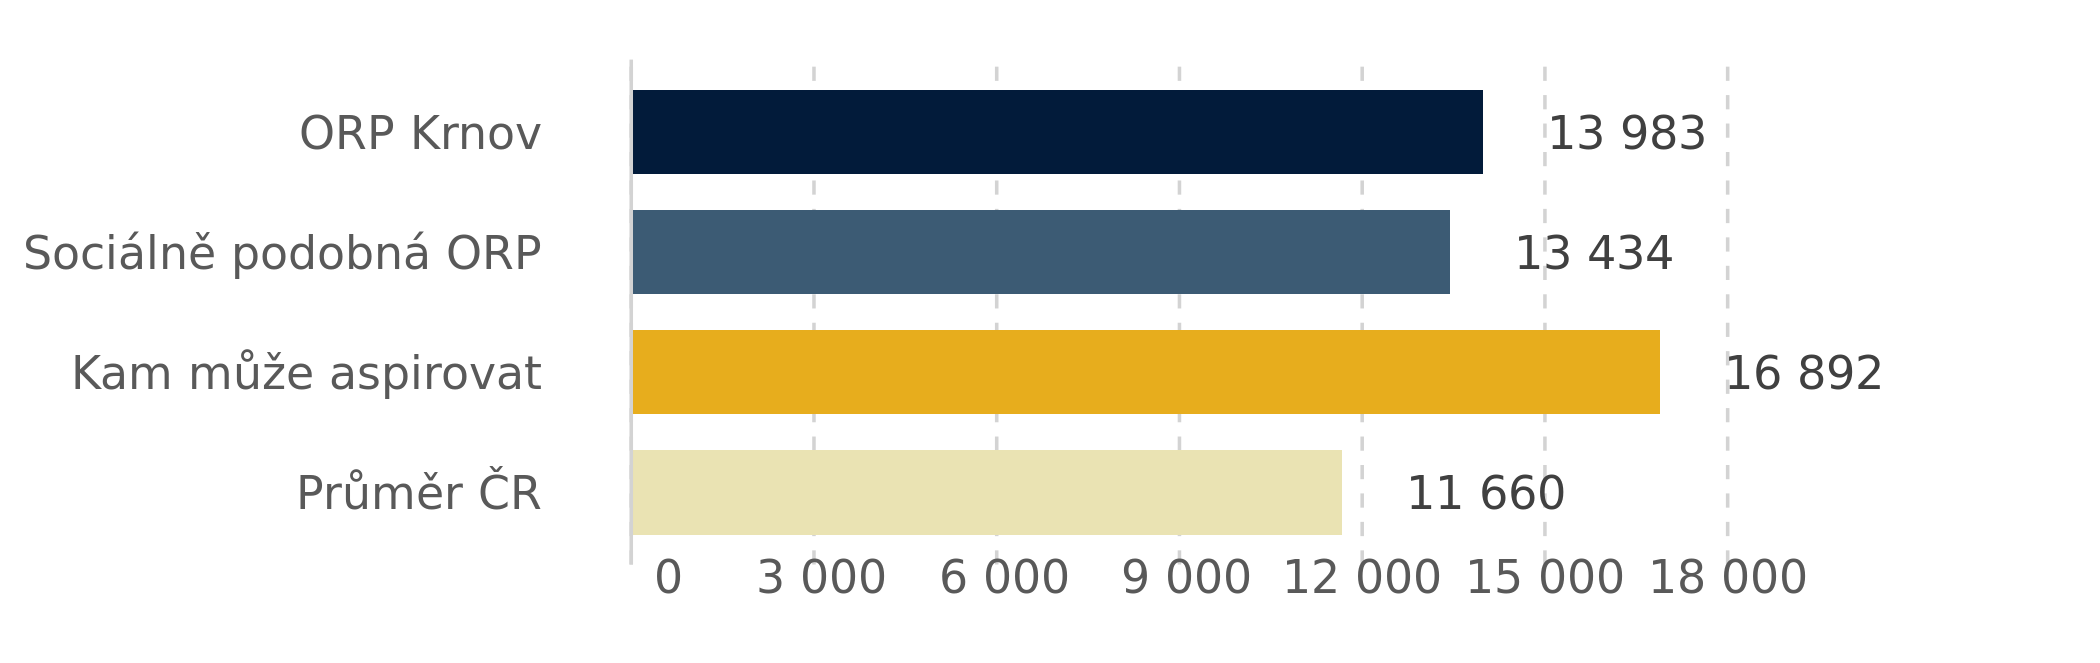 ORP Krnov 13 983
Sociálně podobná ORP 13 434
Kam může aspirovat 16 892
Průměr ČR 11 660
0 3 000 6 000 9 000 12 000 15 000 18 000